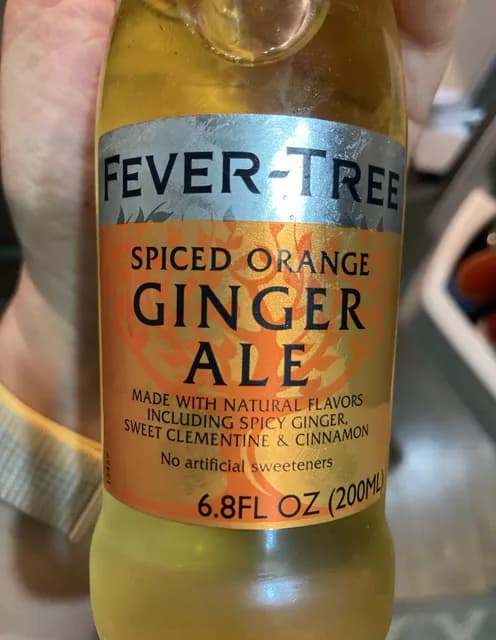 FEVER-TREE
SPICED ORANGE
GINGER
ALE
MADE WITH NATURAL FLAVORS
INCLUDING SPICY GINGER,
SWEET CLEMENTINE & CINNAMON
No artificial sweeteners
6.8FL OZ (200ML)